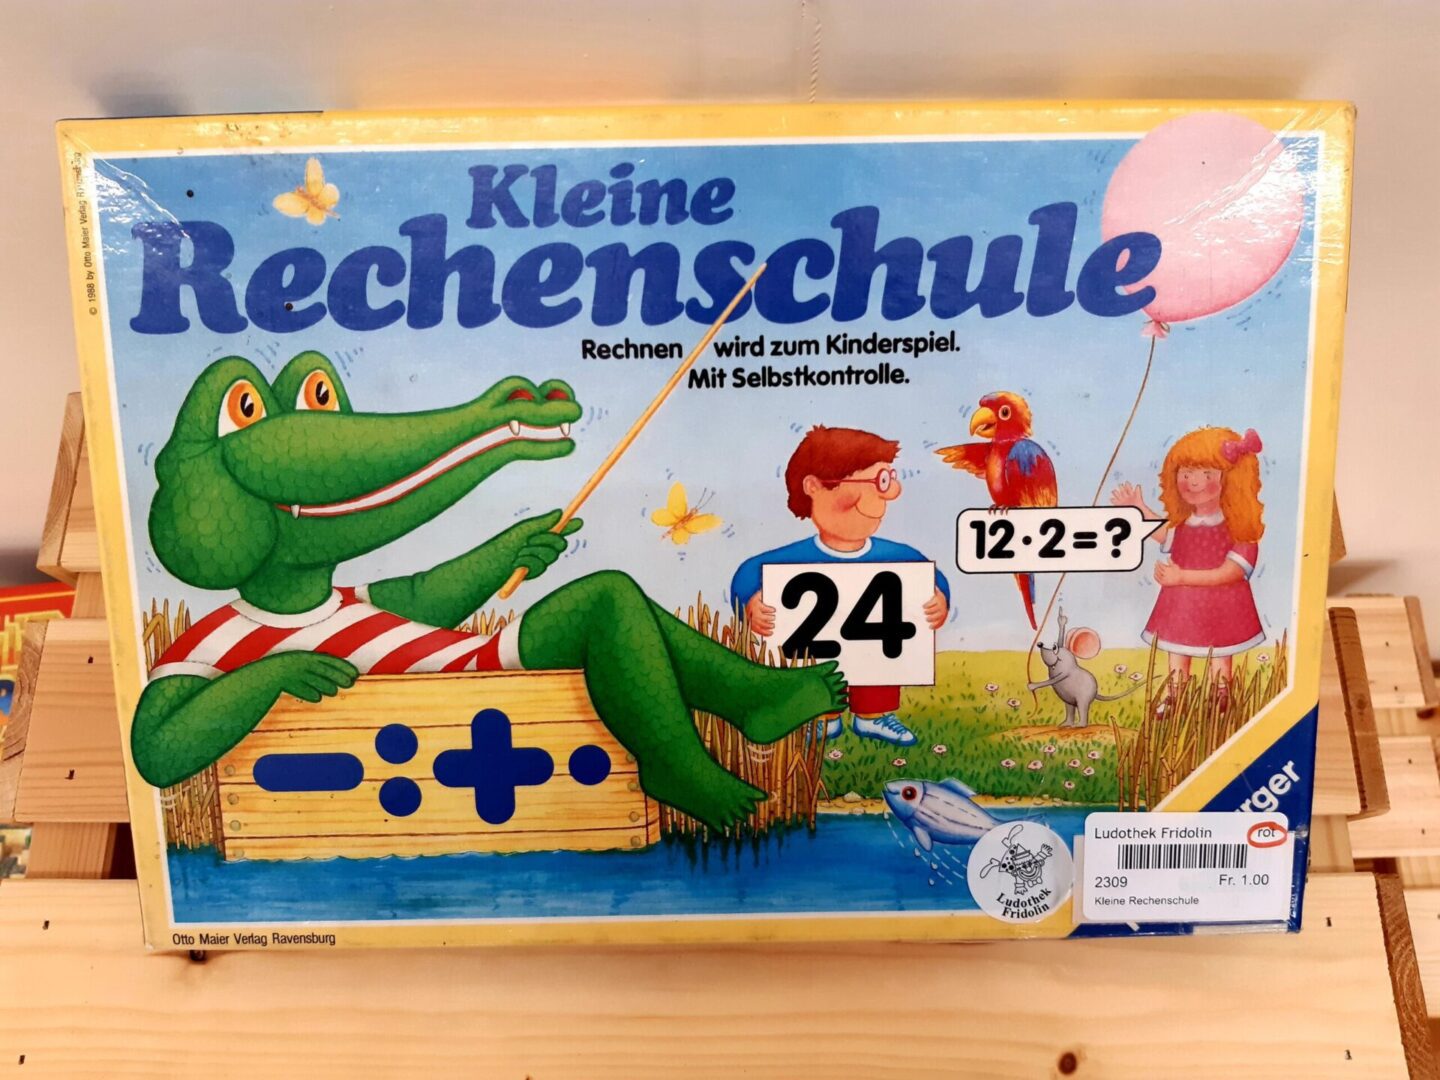 Kleine
Rechenschule
Rechnen wird zum Kinderspiel.
Mit Selbstkontrolle.
12·2=?
24
- : + ·
rger
Ludothek Fridolin
rot
2309
Fr. 1.00
Kleine Rechenschule
Ludothek
Fridolin
Otto Maier Verlag Ravensburg
© 1988 by Otto Maier Verlag